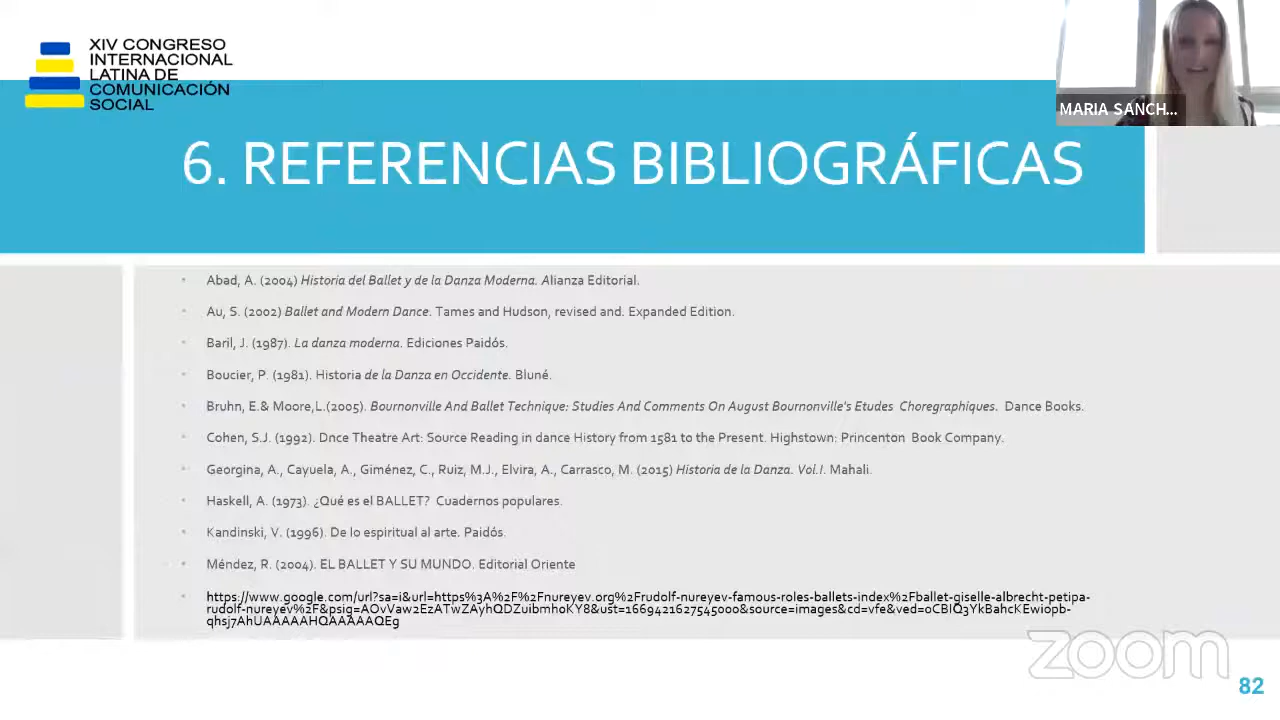 XIV CONGRESO
INTERNACIONAL
LATINA DE
COMUNICACIÓN
SOCIAL
MARIA SANCH...
6. REFERENCIAS BIBLIOGRÁFICAS
Abad, A. (2004) Historia del Ballet y de la Danza Moderna. Alianza Editorial.
Au, S. (2002) Ballet and Modern Dance. Tames and Hudson, revised and. Expanded Edition.
Baril, J. (1987). La danza moderna. Ediciones Paidós.
Boucier, P. (1981). Historia de la Danza en Occidente. Bluné.
Bruhn, E.& Moore,L.(2005). Bournonville And Ballet Technique: Studies And Comments On August Bournonville's Etudes Choregraphiques. Dance Books.
Cohen, S.J. (1992). Dnce Theatre Art: Source Reading in dance History from 1581 to the Present. Highstown: Princeton Book Company.
Georgina, A., Cayuela, A., Giménez, C., Ruiz, M.J., Elvira, A., Carrasco, M. (2015) Historia de la Danza. Vol.I. Mahali.
Haskell, A. (1973). ¿Qué es el BALLET? Cuadernos populares.
Kandinski, V. (1996). De lo espiritual al arte. Paidós.
Méndez, R. (2004). EL BALLET Y SU MUNDO. Editorial Oriente
https://www.google.com/url?sa=i&url=https%3A%2F%2Fnureyev.org%2Frudolf-nureyev-famous-roles-ballets-index%2Fballet-giselle-albrecht-petipa-
rudolf-nureyev%2F&psig=AOvVaw2EzATwZAyhQDZuibmhoKY8&ust=1669421627545000&source=images&cd=vfe&ved=0CBIQ3YkBahcKEwiopb-
qhsj7AhUAAAAAHQAAAAAQEg
zoom
82